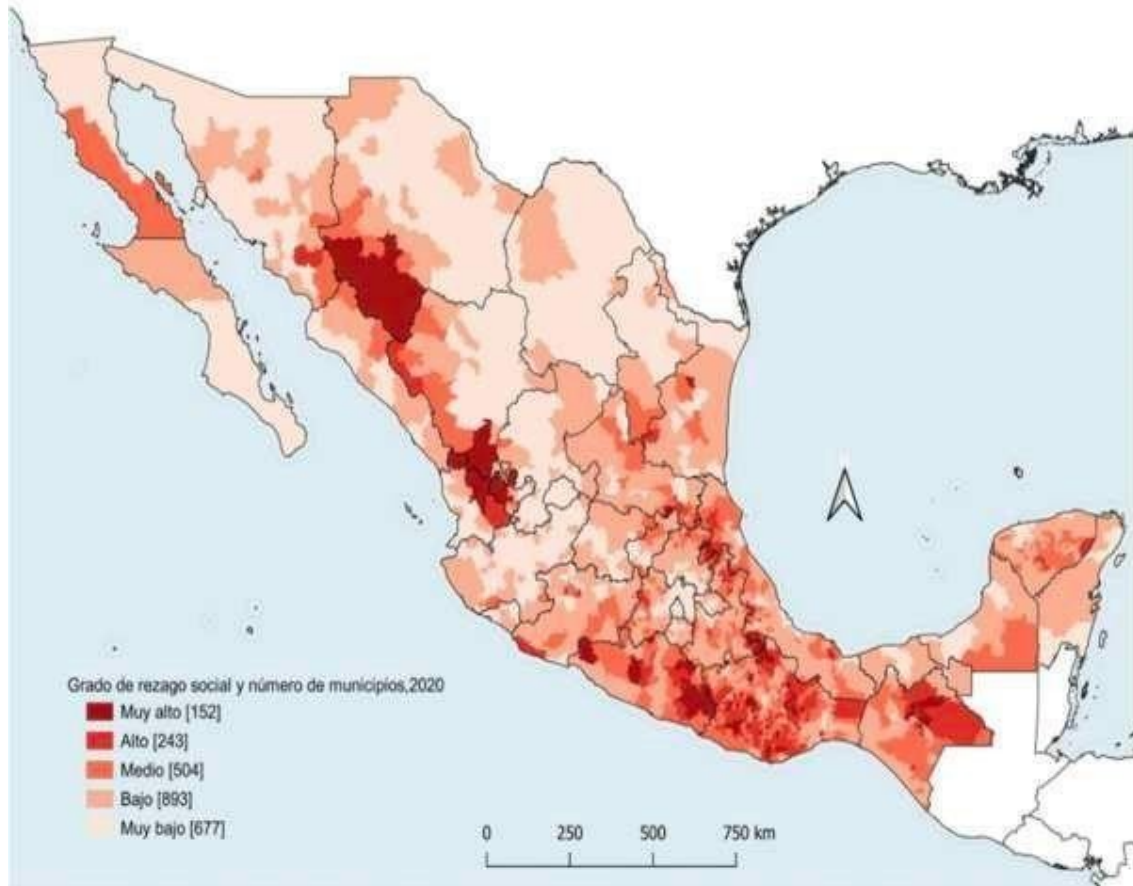 Grado de rezago social y número de municipios,2020
Muy alto [152]
Alto [243]
Medio [504]
Bajo [893]
Muy bajo [677]
0 250 500 750 km